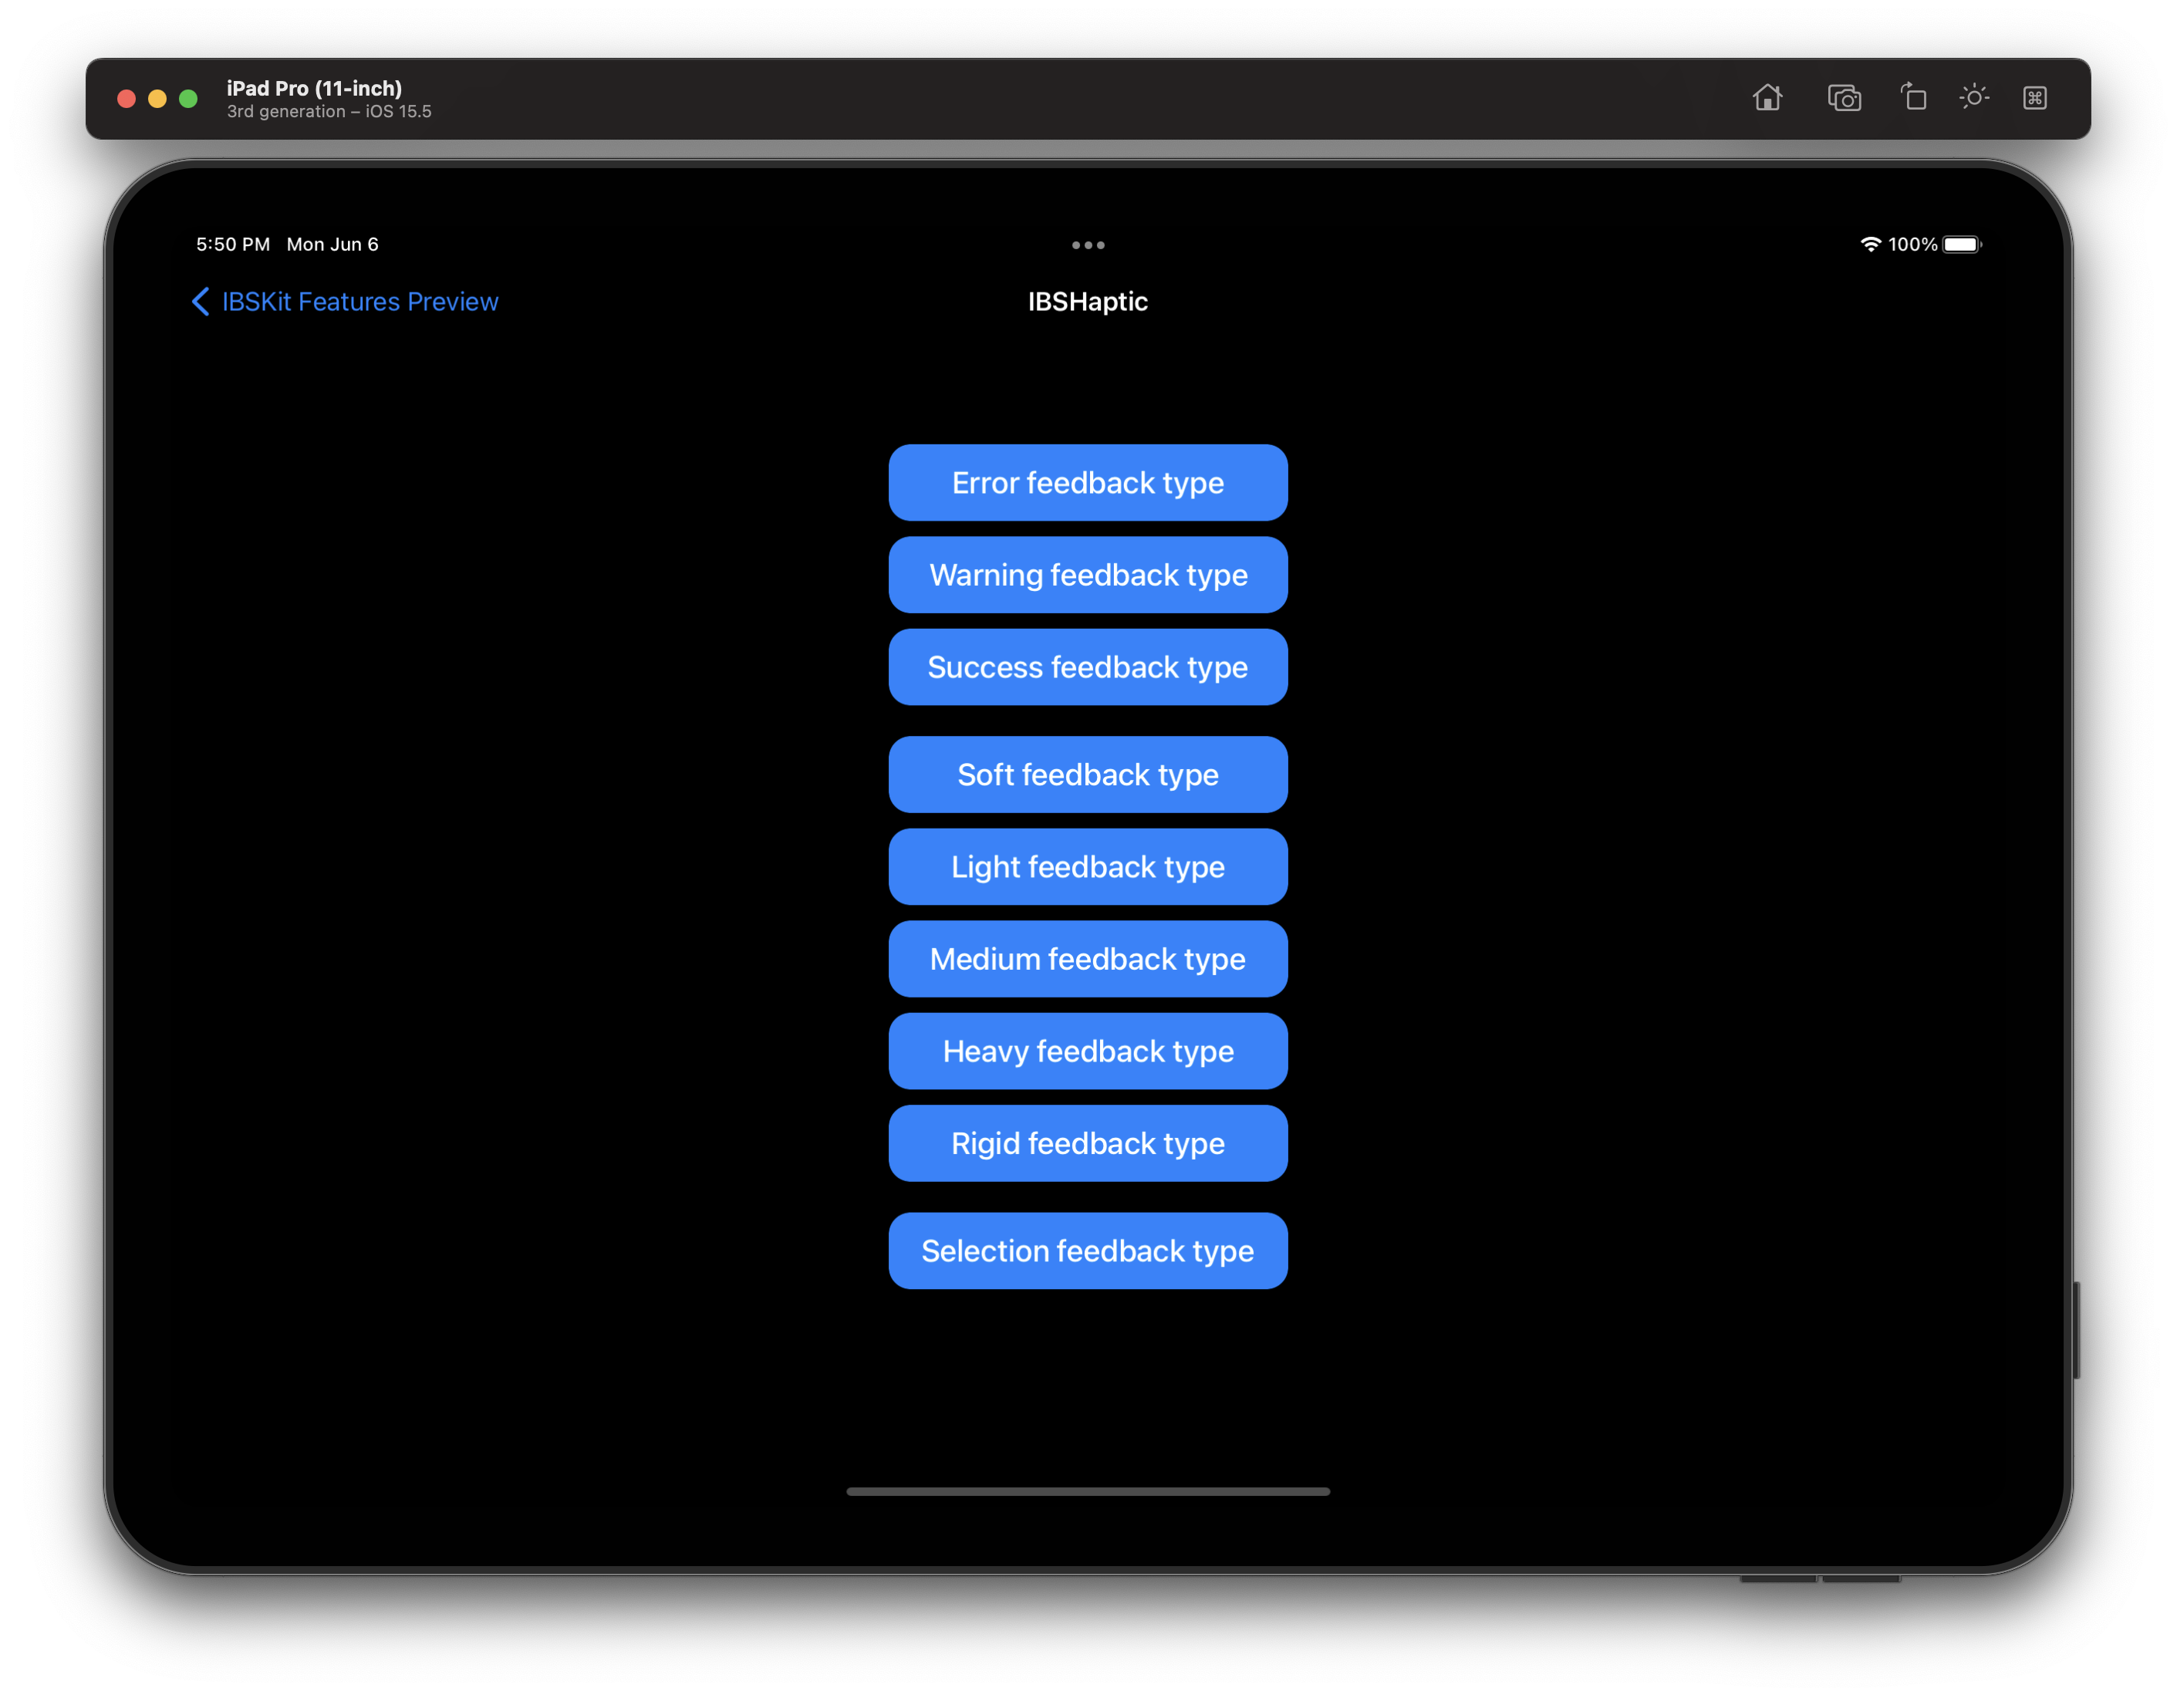 iPad Pro (11-inch)
3rd generation – iOS 15.5
5:50 PM Mon Jun 6
100%
IBSKit Features Preview
IBSHaptic
Error feedback type
Warning feedback type
Success feedback type
Soft feedback type
Light feedback type
Medium feedback type
Heavy feedback type
Rigid feedback type
Selection feedback type